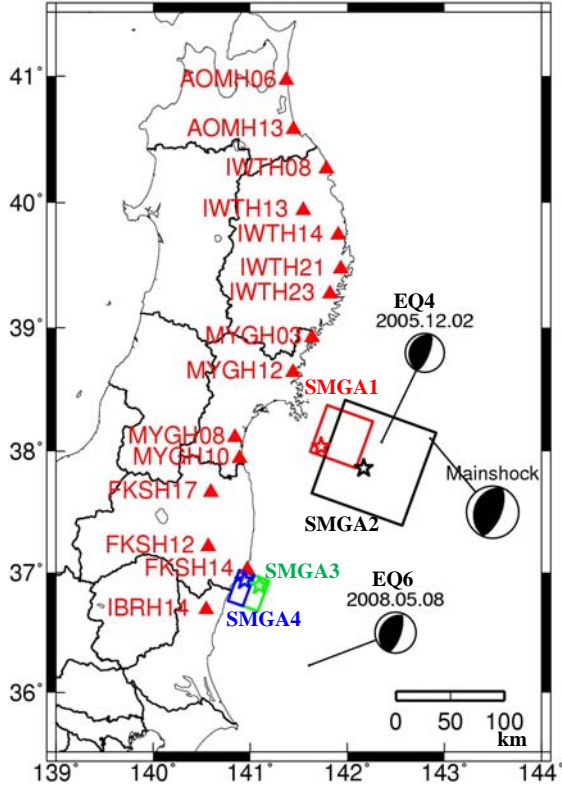 41°
AOMH06
AOMH13
IWTH08
40°
IWTH13
IWTH14
IWTH21
IWTH23
EQ4
2005.12.02
39°
MYGH03
MYGH12
SMGA1
38°
MYGH08
MYGH10
Mainshock
FKSH17
SMGA2
FKSH12
FKSH14
37°
SMGA3
EQ6
2008.05.08
IBRH14
SMGA4
36°
0 50 100
km
139° 140° 141° 142° 143° 144°